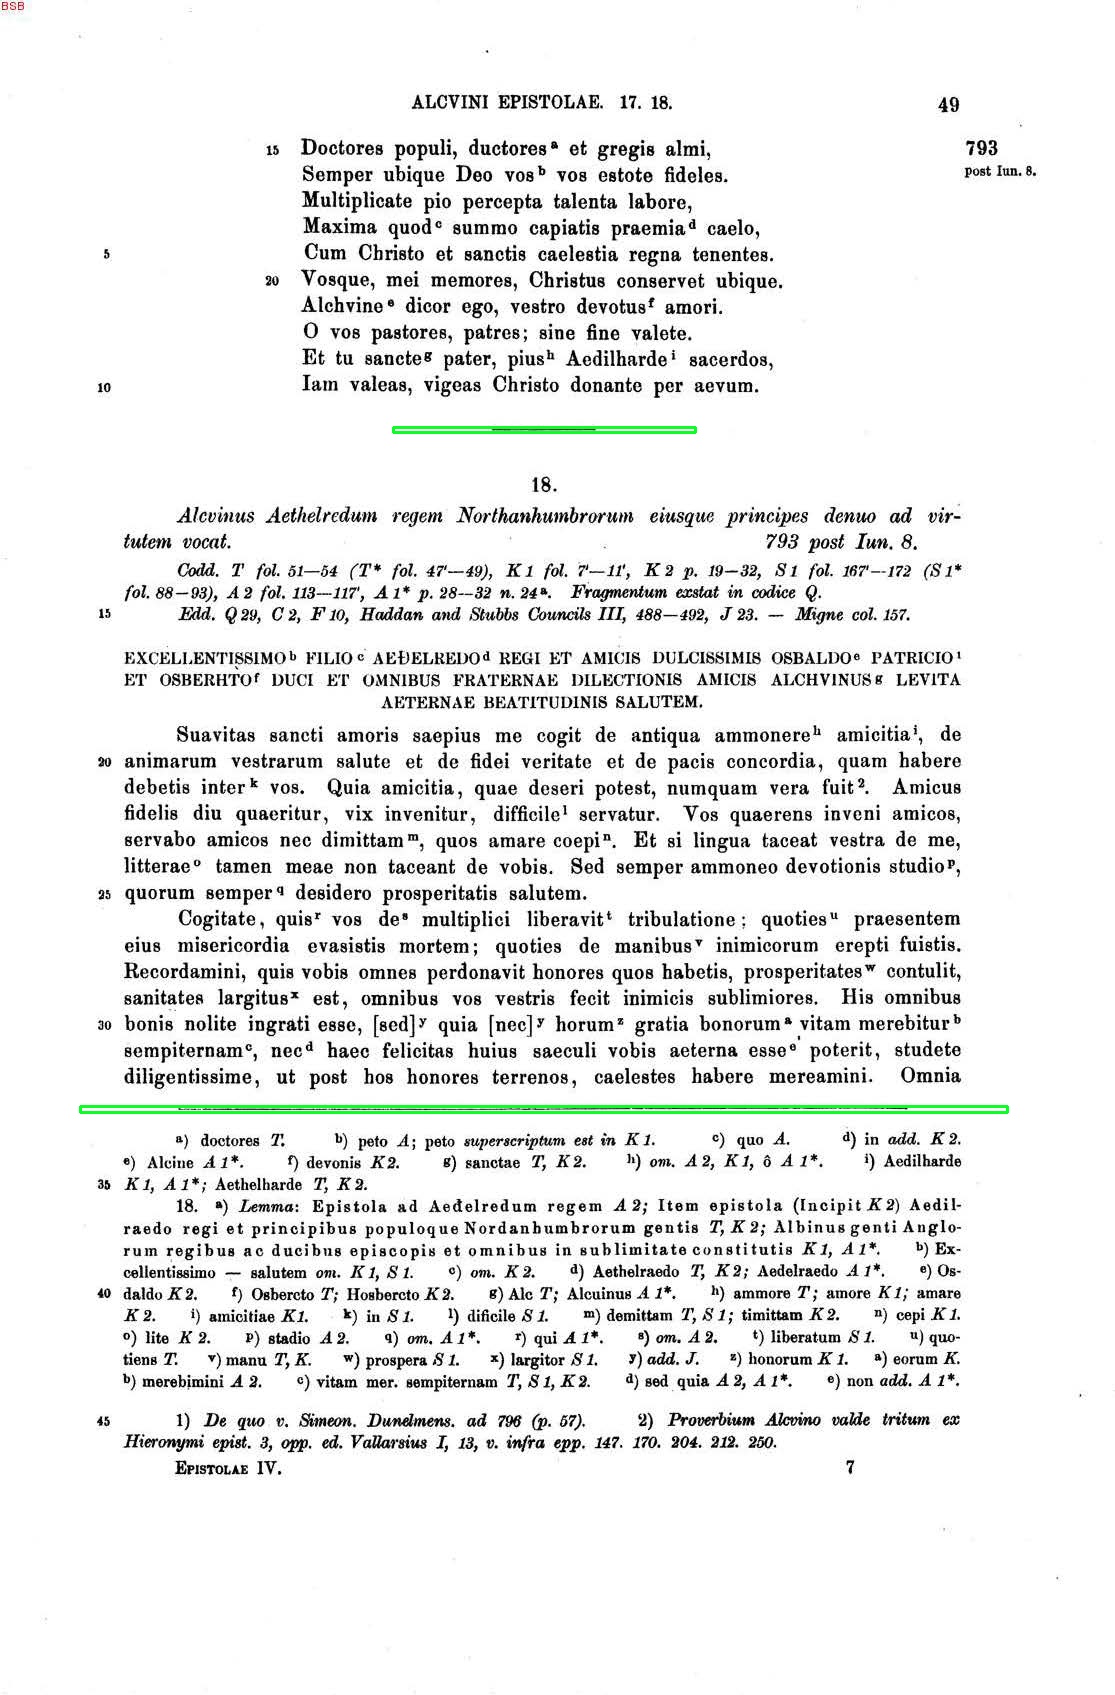 BSB
ALCVINI EPISTOLAE. 17. 18. 49
15 Doctores populi, ductores a et gregis almi, 793
Semper ubique Deo vos b vos estote fideles. post Iun. 8.
Multiplicate pio percepta talenta labore,
Maxima quod c summo capiatis praemia d caelo,
5 Cum Christo et sanctis caelestia regna tenentes.
20 Vosque, mei memores, Christus conservet ubique.
Alchvine e dicor ego, vestro devotus f amori.
O vos pastores, patres; sine fine valete.
Et tu sancte g pater, pius h Aedilharde i sacerdos,
10 Iam valeas, vigeas Christo donante per aevum.
18.
Alcvinus Aethelredum regem Northanhumbrorum eiusque principes denuo ad vir-
tutem vocat. 793 post Iun. 8.
Codd. T fol. 51—54 (T* fol. 47'—49), K 1 fol. 7'—11', K 2 p. 19—32, S 1 fol. 167'—172 (S 1*
fol. 88—93), A 2 fol. 113—117', A 1* p. 28—32 n. 24 a. Fragmentum exstat in codice Q.
15 Edd. Q 29, C 2, F 10, Haddan and Stubbs Councils III, 488—492, J 23. — Migne col. 157.
EXCELLENTISSIMO b FILIO c AEĐELREDO d REGI ET AMICIS DULCISSIMIS OSBALDO e PATRICIO 1
ET OSBERHTO f DUCI ET OMNIBUS FRATERNAE DILECTIONIS AMICIS ALCHVINUS g LEVITA
AETERNAE BEATITUDINIS SALUTEM.
Suavitas sancti amoris saepius me cogit de antiqua ammonere h amicitia i, de
20 animarum vestrarum salute et de fidei veritate et de pacis concordia, quam habere
debetis inter k vos. Quia amicitia, quae deseri potest, numquam vera fuit 2. Amicus
fidelis diu quaeritur, vix invenitur, difficile l servatur. Vos quaerens inveni amicos,
servabo amicos nec dimittam m, quos amare coepi n. Et si lingua taceat vestra de me,
litterae o tamen meae non taceant de vobis. Sed semper ammoneo devotionis studio p,
25 quorum semper q desidero prosperitatis salutem.
Cogitate, quis r vos de s multiplici liberavit t tribulatione; quoties u praesentem
eius misericordia evasistis mortem; quoties de manibus v inimicorum erepti fuistis.
Recordamini, quis vobis omnes perdonavit honores quos habetis, prosperitates w contulit,
sanitates largitus x est, omnibus vos vestris fecit inimicis sublimiores. His omnibus
30 bonis nolite ingrati esse, [sed] y quia [nec] y horum z gratia bonorum a vitam merebitur b
sempiternam c, nec d haec felicitas huius saeculi vobis aeterna esse e poterit, studete
diligentissime, ut post hos honores terrenos, caelestes habere mereamini. Omnia
a) doctores T. b) peto A; peto superscriptum est in K 1. c) quo A. d) in add. K 2.
e) Alcine A 1*. f) devonis K 2. g) sanctae T, K 2. h) om. A 2, K 1, ô A 1*. i) Aedilharde
35 K 1, A 1*; Aethelharde T, K 2.
18. a) Lemma: Epistola ad Aeđelredum regem A 2; Item epistola (Incipit K 2) Aedil-
raedo regi et principibus populoque Nordanhumbrorum gentis T, K 2; Albinus genti Anglo-
rum regibus ac ducibus episcopis et omnibus in sublimitate constitutis K 1, A 1*. b) Ex-
cellentissimo — salutem om. K 1, S 1. c) om. K 2. d) Aethelraedo T, K 2; Aedelraedo A 1*. e) Os-
40 daldo K 2. f) Osbercto T; Hosbercto K 2. g) Alc T; Alcuinus A 1*. h) ammore T; amore K 1; amare
K 2. i) amicitiae K 1. k) in S 1. l) dificile S 1. m) demittam T, S 1; timittam K 2. n) cepi K 1.
o) lite K 2. p) stadio A 2. q) om. A 1*. r) qui A 1*. s) om. A 2. t) liberatum S 1. u) quo-
tiens T. v) manu T, K. w) prospera S 1. x) largitor S 1. y) add. J. z) honorum K 1. a) eorum K.
b) merebimini A 2. c) vitam mer. sempiternam T, S 1, K 2. d) sed quia A 2, A 1*. e) non add. A 1*.
45 1) De quo v. Simeon. Dunelmens. ad 796 (p. 57). 2) Proverbium Alcvino valde tritum ex
Hieronymi epist. 3, opp. ed. Vallarsius I, 13, v. infra epp. 147. 170. 204. 212. 250.
EPISTOLAE IV. 7